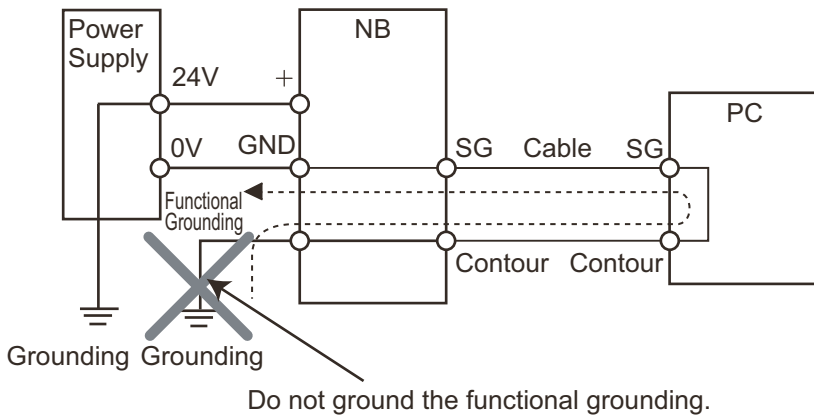 Power
Supply
NB
PC
24V
+
0V
GND
SG
Cable
SG
Functional
Grounding
Contour
Contour
Grounding
Grounding
Do not ground the functional grounding.